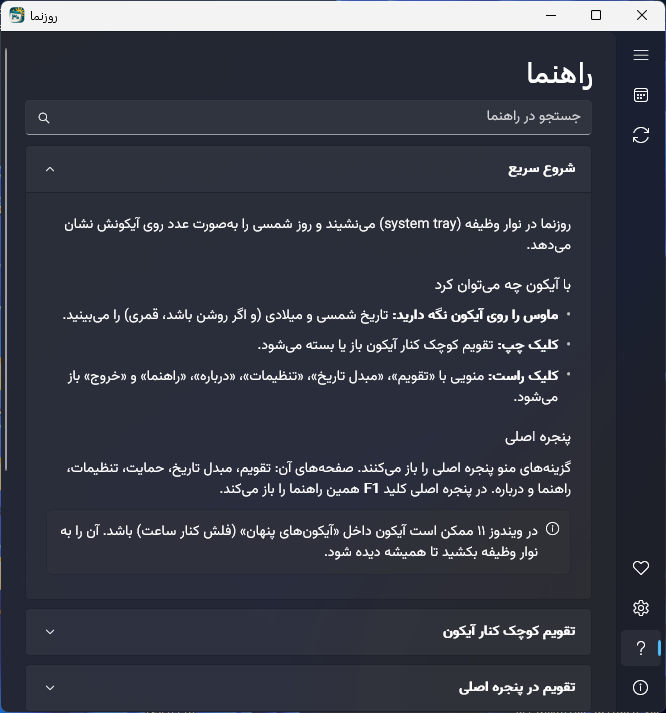 روزنما
راهنما
جستجو در راهنما
شروع سریع
روزنما در نوار وظیفه (system tray) می‌نشیند و روز شمسی را به‌صورت عدد روی آیکونش نشان
می‌دهد.
با آیکون چه می‌توان کرد
• ماوس را روی آیکون نگه دارید: تاریخ شمسی و میلادی (و اگر روشن باشد، قمری) را می‌بینید.
• کلیک چپ: تقویم کوچک کنار آیکون باز یا بسته می‌شود.
• کلیک راست: منویی با «تقویم»، «مبدل تاریخ»، «تنظیمات»، «درباره»، «راهنما» و «خروج» باز
می‌شود.
پنجره اصلی
گزینه‌های منو پنجره اصلی را باز می‌کنند. صفحه‌های آن: تقویم، مبدل تاریخ، حمایت، تنظیمات،
راهنما و درباره. در پنجره اصلی کلید F1 همین راهنما را باز می‌کند.
در ویندوز ۱۱ ممکن است آیکون داخل «آیکون‌های پنهان» (فلش کنار ساعت) باشد. آن را به
نوار وظیفه بکشید تا همیشه دیده شود.
تقویم کوچک کنار آیکون
تقویم در پنجره اصلی